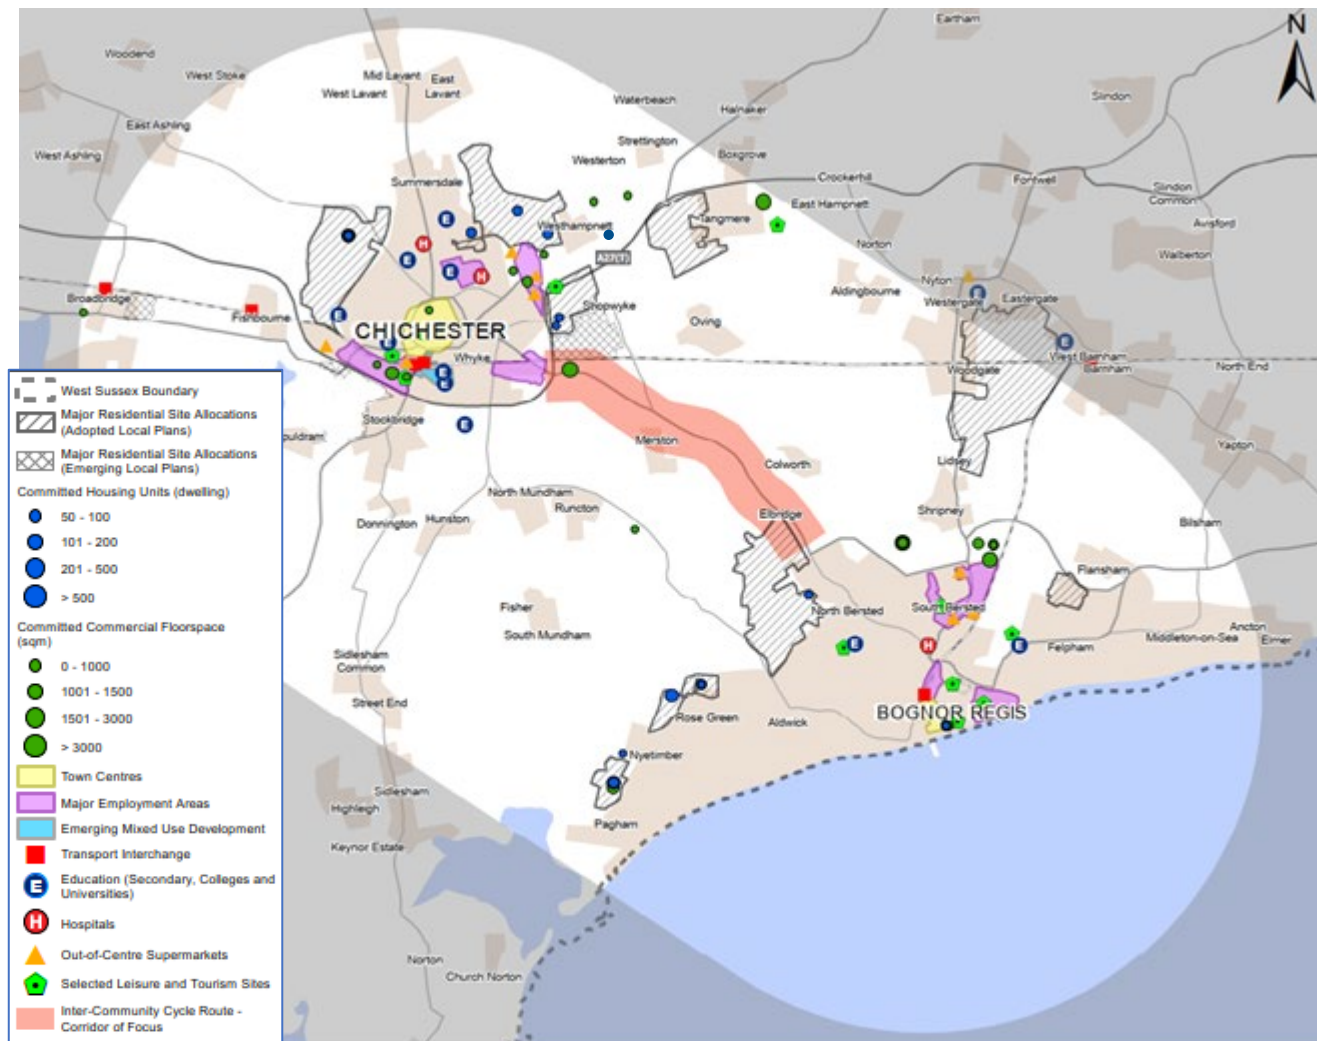 N
Eartham
Woodend
West Stoke
Mid Lavant
East
Lavant
West Lavant
Waterbeach
Halnaker
Slindon
East Ashling
Strettington
West Ashling
Westerton
Boxgrove
Crockerhill
Fontwell
Summersdale
Slindon
Common
East Hampnett
Tangmere
Westhampnett
Avisford
Norton
Walberton
A27(T)
Nyton
Aldingbourne
Broadbridge
Westergate
Eastergate
Shopwyke
Fishbourne
Oving
CHICHESTER
Whyke
West Barnham
Barnham
North End
Woodgate
Stockbridge
puldram
Merston
Yapton
Colworth
Lidsey
North Mundham
Runcton
Elbridge
Shripney
Donnington
Hunston
Bilsham
Flansham
Fisher
North Bersted
South Bersted
South Mundham
Ancton
Middleton-on-Sea
Elmer
Felpham
Sidlesham
Common
Street End
Rose Green
Aldwick
BOGNOR REGIS
Nyetimber
Sidlesham
Highleigh
Pagham
Keynor Estate
Norton
Church Norton
E
E
E
E
E
E
E
E
E
E
E
E
H
H
H
West Sussex Boundary
Major Residential Site Allocations
(Adopted Local Plans)
Major Residential Site Allocations
(Emerging Local Plans)
Committed Housing Units (dwelling)
50 - 100
101 - 200
201 - 500
> 500
Committed Commercial Floorspace
(sqm)
0 - 1000
1001 - 1500
1501 - 3000
> 3000
Town Centres
Major Employment Areas
Emerging Mixed Use Development
Transport Interchange
E
Education (Secondary, Colleges and
Universities)
H
Hospitals
Out-of-Centre Supermarkets
Selected Leisure and Tourism Sites
Inter-Community Cycle Route -
Corridor of Focus